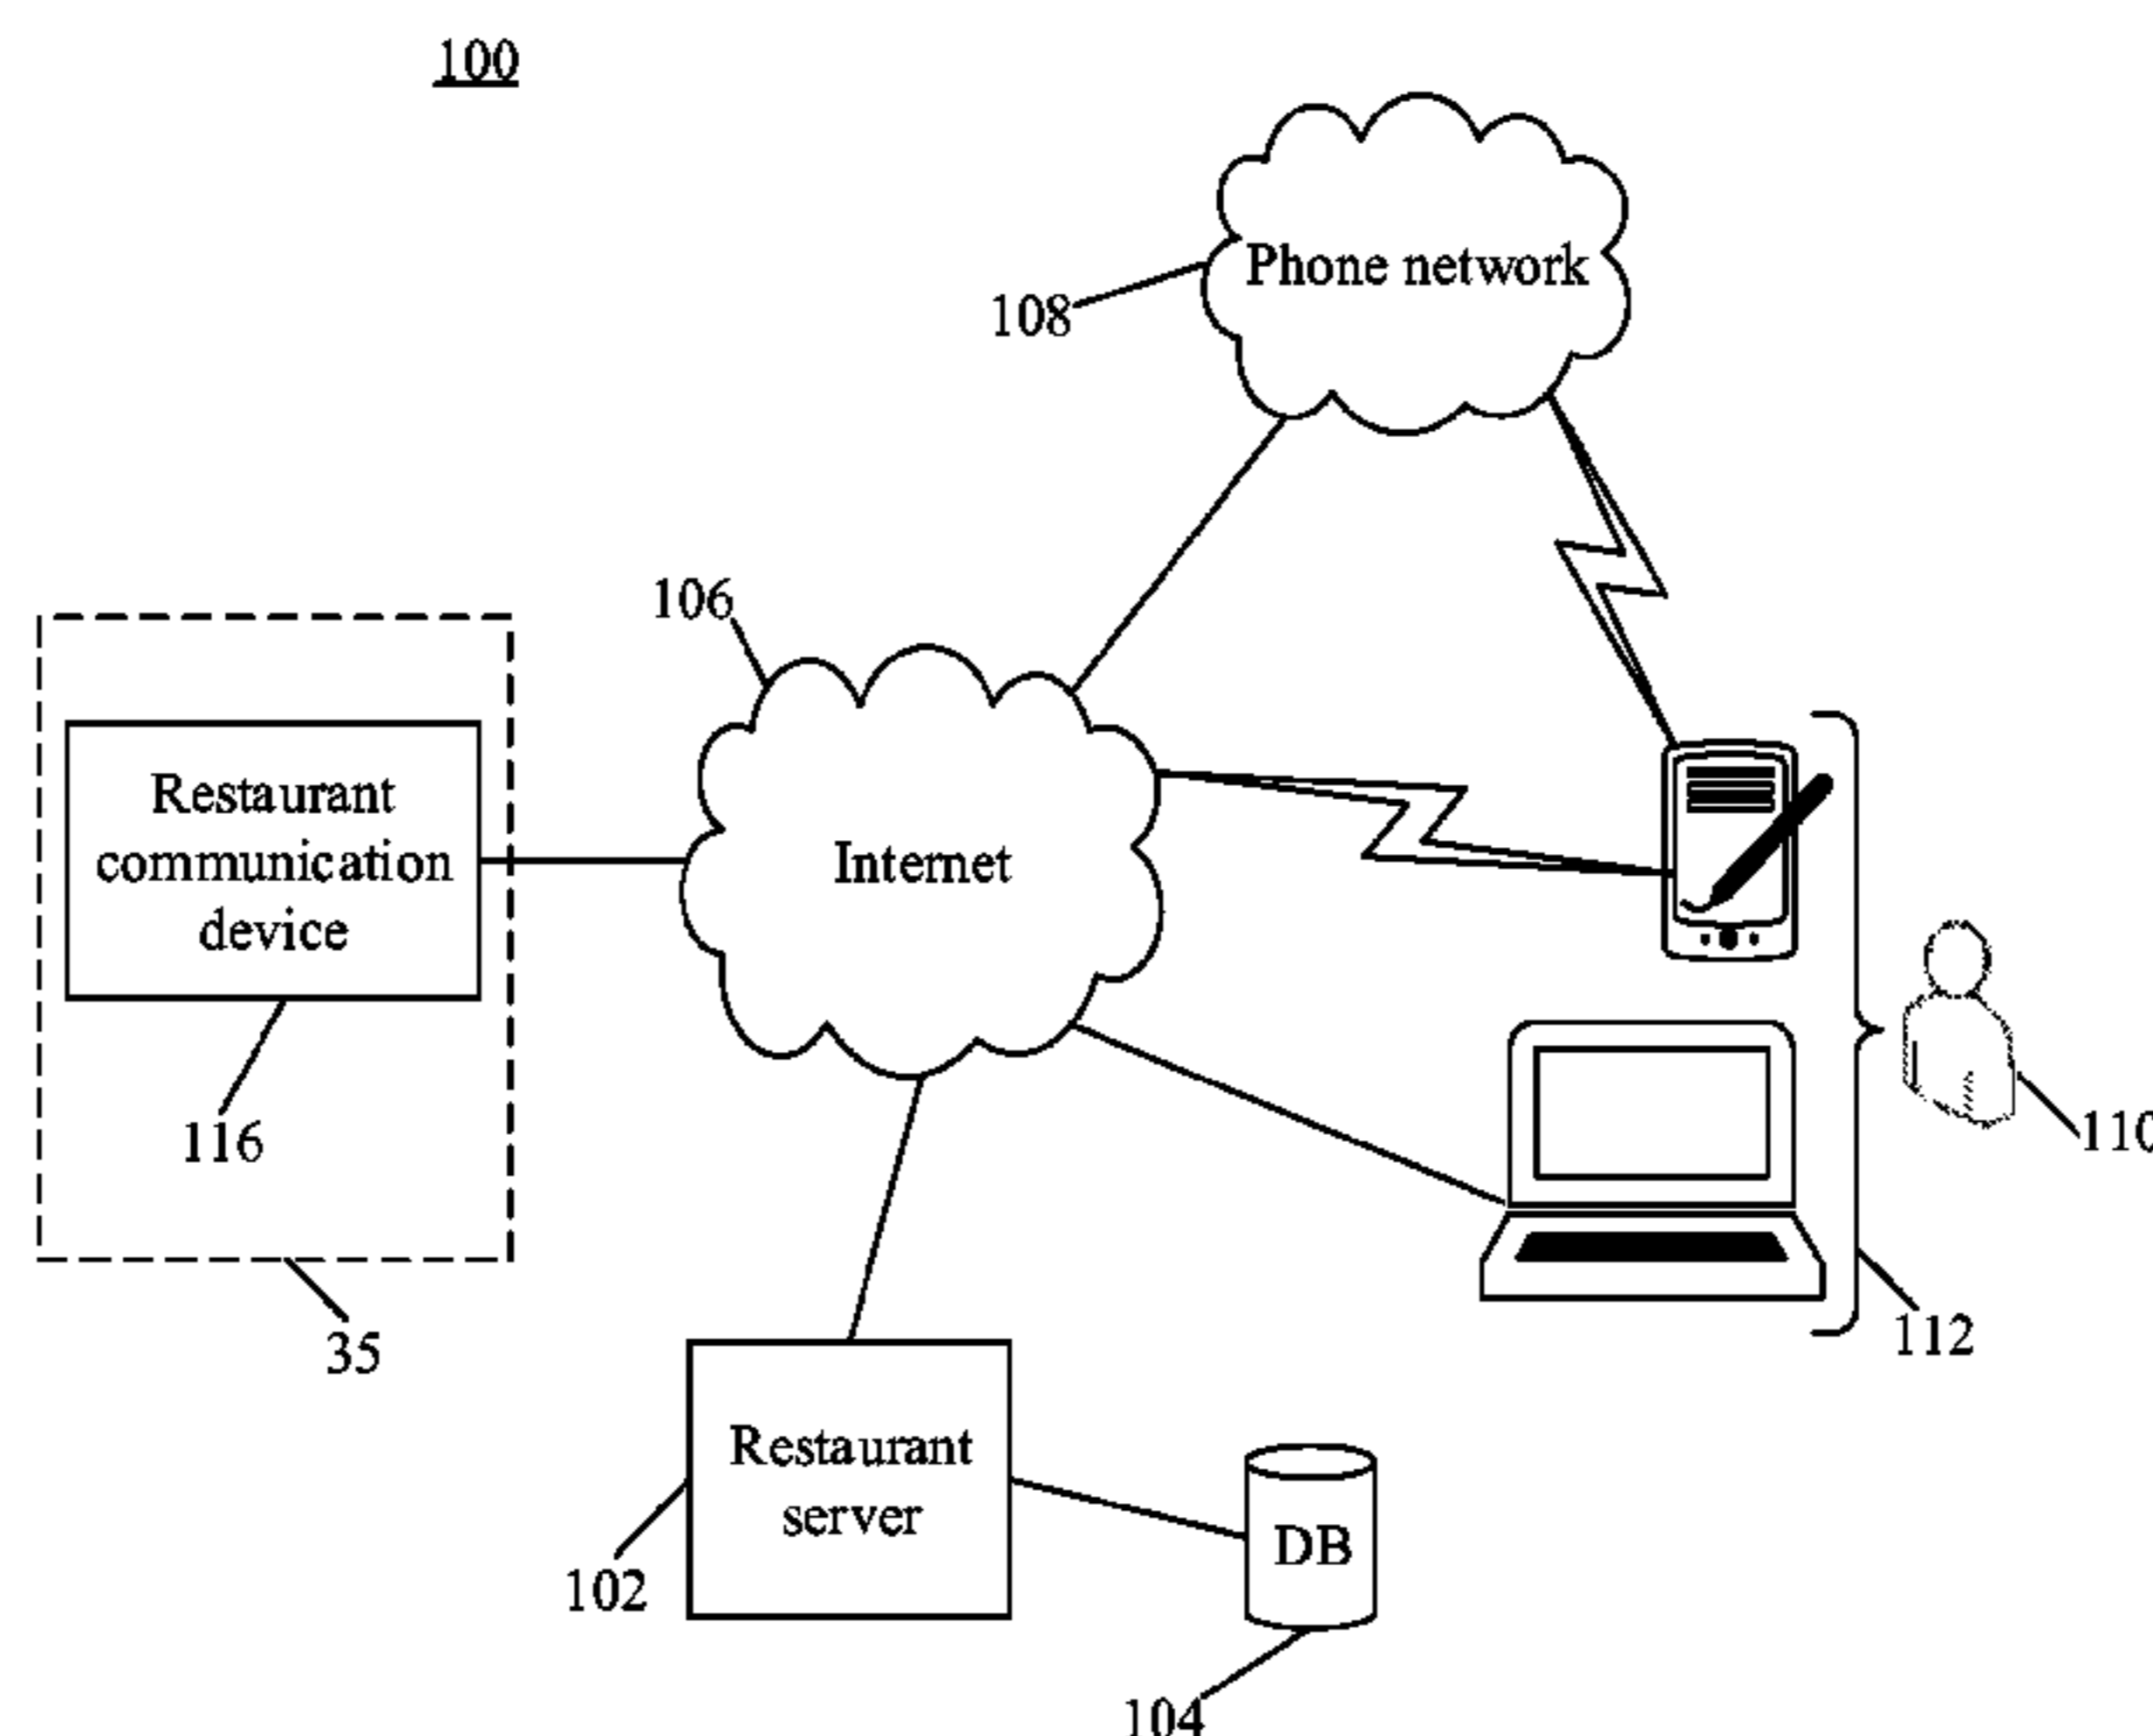 100
Phone network
108
106
Restaurant
communication
device
Internet
116
110
35
112
Restaurant
server
DB
102
104